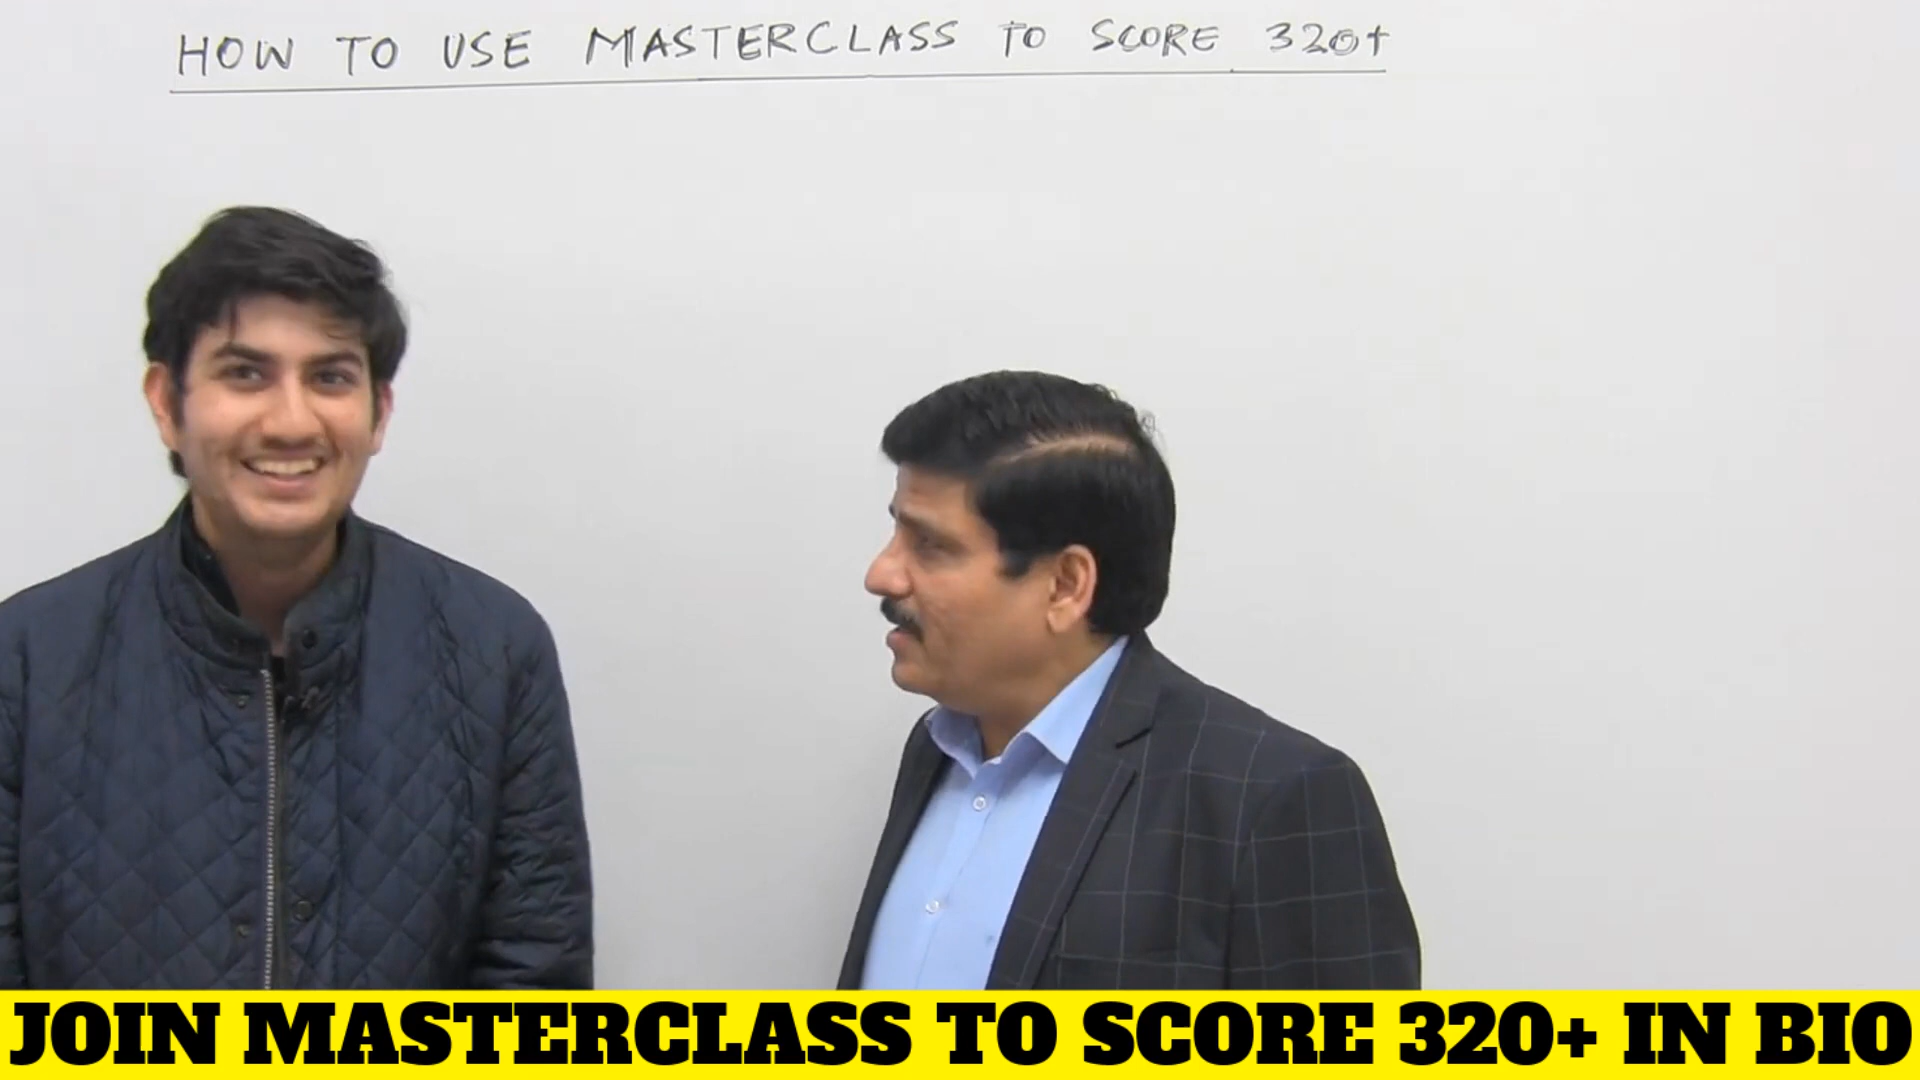 HOW TO USE MASTERCLASS TO SCORE 320+
JOIN MASTERCLASS TO SCORE 320+ IN BIO